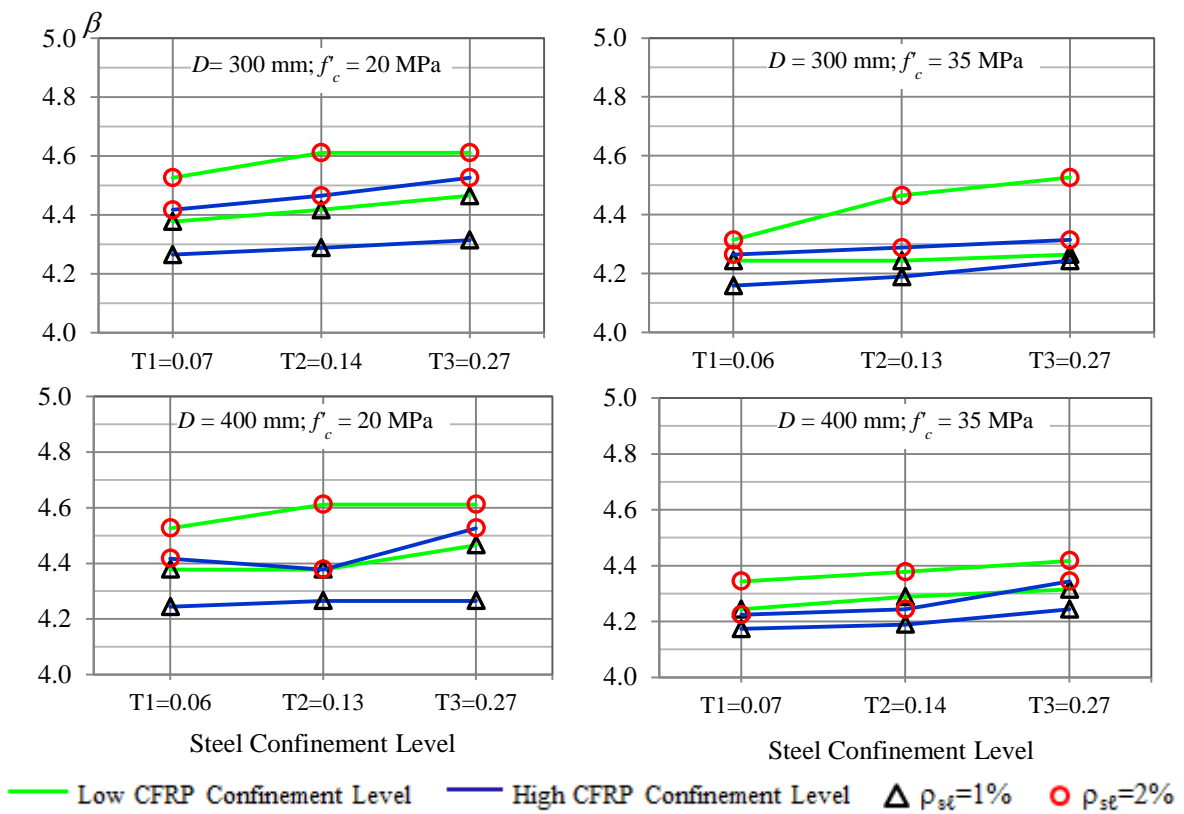 β
5.0
4.8
4.6
4.4
4.2
4.0
D= 300 mm; f′c = 20 MPa
T1=0.07 T2=0.14 T3=0.27
5.0
4.8
4.6
4.4
4.2
4.0
D = 300 mm; f′c = 35 MPa
T1=0.06 T2=0.13 T3=0.27
5.0
4.8
4.6
4.4
4.2
4.0
D = 400 mm; f′c = 20 MPa
T1=0.06 T2=0.13 T3=0.27
Steel Confinement Level
5.0
4.8
4.6
4.4
4.2
4.0
D = 400 mm; f′c = 35 MPa
T1=0.07 T2=0.14 T3=0.27
Steel Confinement Level
Low CFRP Confinement Level High CFRP Confinement Level ρsℓ=1% ρsℓ=2%